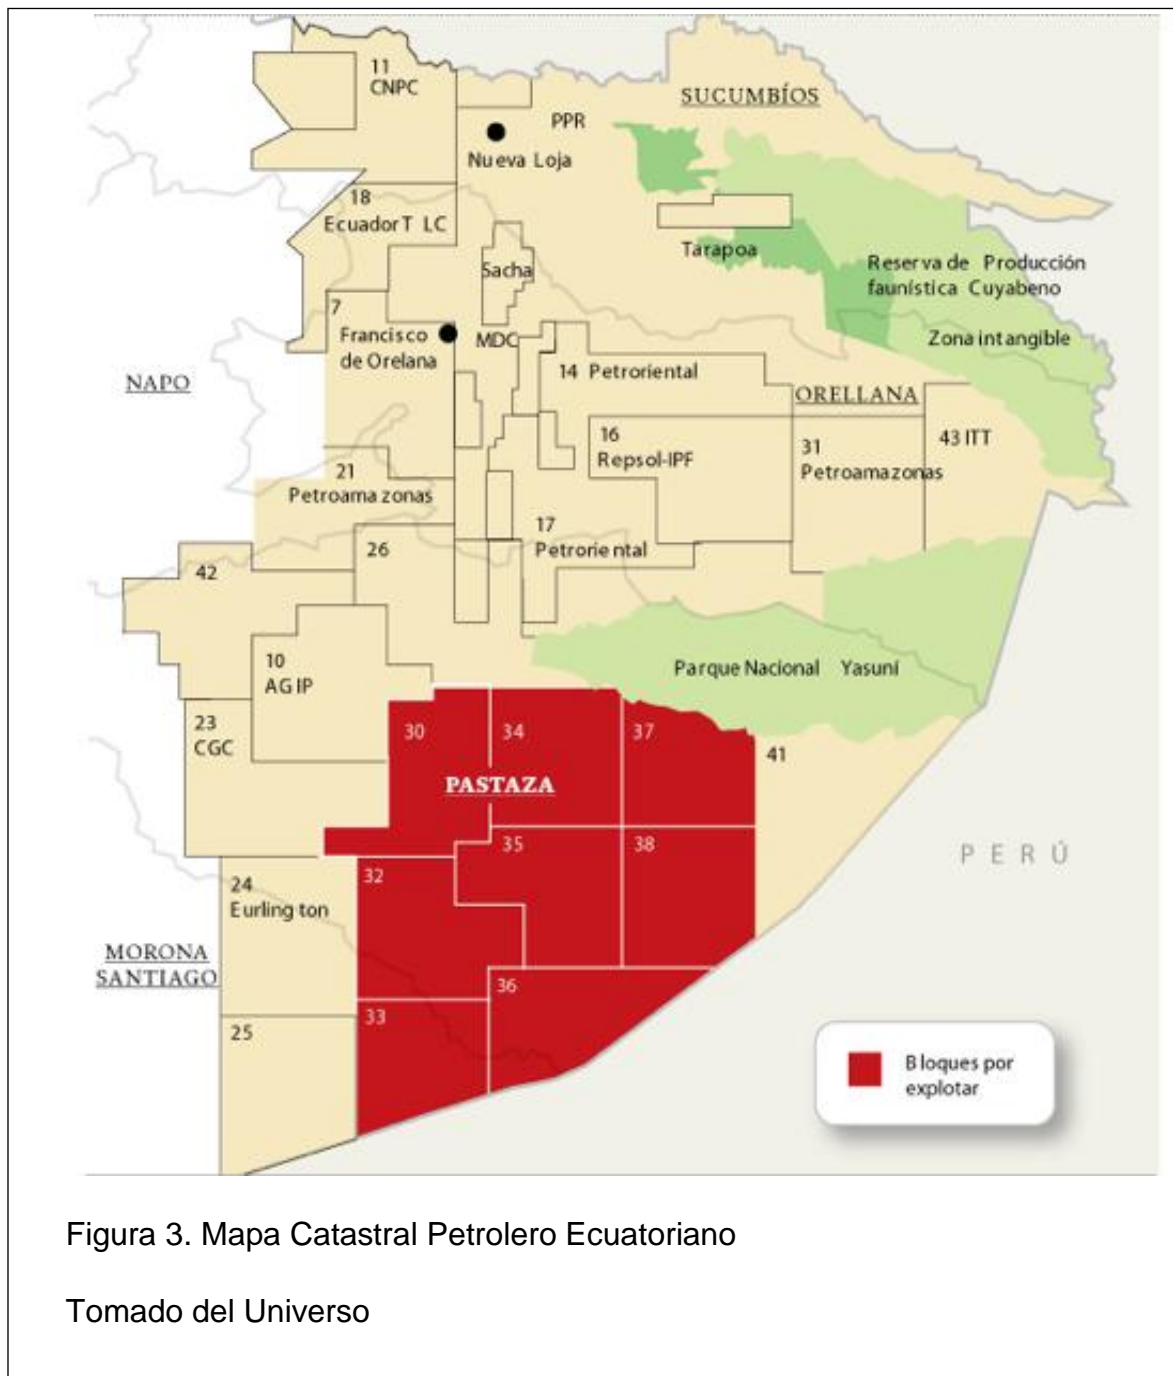 11
CNPC
SUCUMBÍOS
PPR
Nueva Loja
18
EcuadorT LC
Tarapoa
Sacha
Reserva de Producción
faunística Cuyabeno
7
Francisco
de Orelana
MDC
Zona intangible
14 Petroriental
NAPO
ORELLANA
16
Repsol-IPF
31
Petroamazonas
43 ITT
21
Petroamazonas
17
Petroriental
26
42
10
AGIP
Parque Nacional Yasuní
23
CGC
30
34
37
41
PASTAZA
35
38
PERÚ
32
24
Eurlington
MORONA
SANTIAGO
36
33
25
Bloques por
explotar
Figura 3. Mapa Catastral Petrolero Ecuatoriano
Tomado del Universo